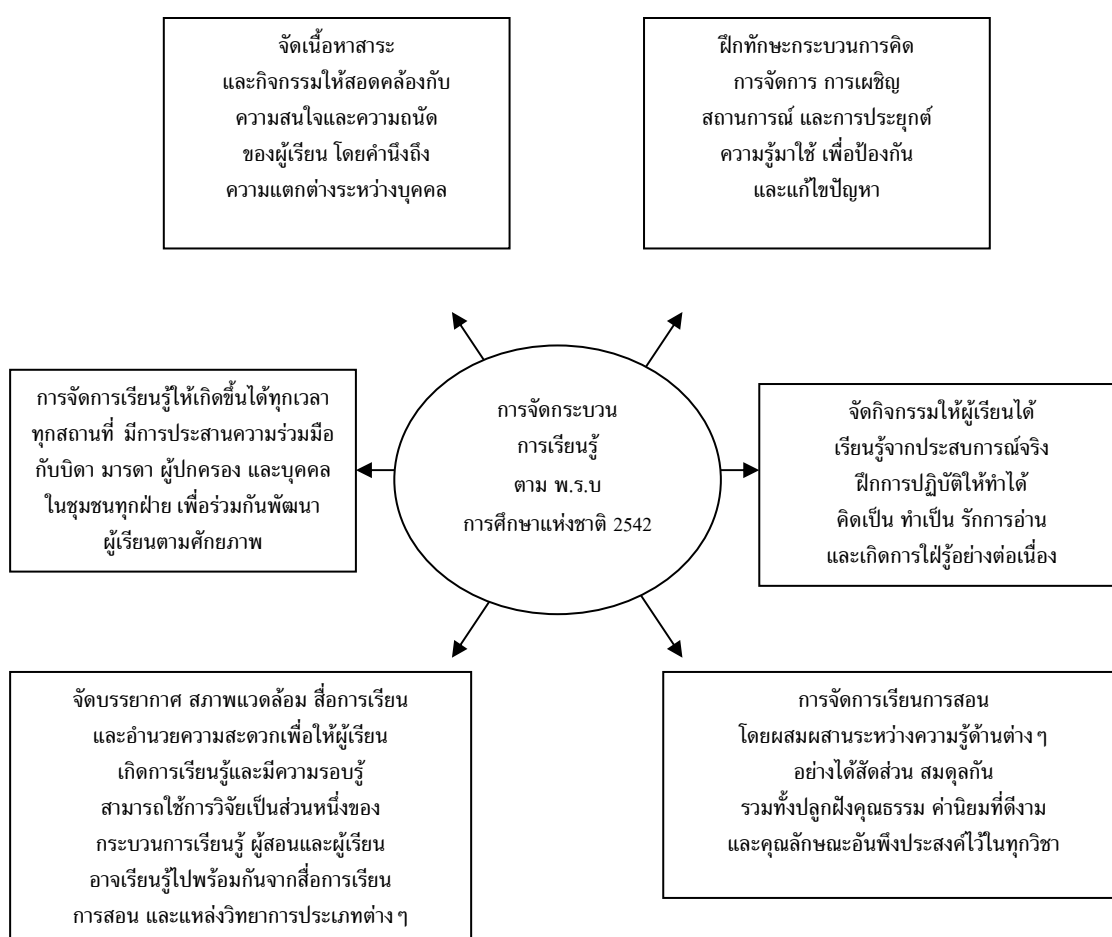 จัดเนื้อหาสาระ
และกิจกรรมให้สอดคล้องกับ
ความสนใจและความถนัด
ของผู้เรียน โดยคำนึงถึง
ความแตกต่างระหว่างบุคคล
ฝึกทักษะกระบวนการคิด
การจัดการ การเผชิญ
สถานการณ์ และการประยุกต์
ความรู้มาใช้ เพื่อป้องกัน
และแก้ไขปัญหา
การจัดการเรียนรู้ให้เกิดขึ้นได้ทุกเวลา
ทุกสถานที่ มีการประสานความร่วมมือ
กับบิดา มารดา ผู้ปกครอง และบุคคล
ในชุมชนทุกฝ่าย เพื่อร่วมกันพัฒนา
ผู้เรียนตามศักยภาพ
การจัดกระบวน
การเรียนรู้
ตาม พ.ร.บ
การศึกษาแห่งชาติ 2542
จัดกิจกรรมให้ผู้เรียนได้
เรียนรู้จากประสบการณ์จริง
ฝึกการปฏิบัติให้ทำได้
คิดเป็น ทำเป็น รักการอ่าน
และเกิดการใฝ่รู้อย่างต่อเนื่อง
จัดบรรยากาศ สภาพแวดล้อม สื่อการเรียน
และอำนวยความสะดวกเพื่อให้ผู้เรียน
เกิดการเรียนรู้และมีความรอบรู้
สามารถใช้การวิจัยเป็นส่วนหนึ่งของ
กระบวนการเรียนรู้ ผู้สอนและผู้เรียน
อาจเรียนรู้ไปพร้อมกันจากสื่อการเรียน
การสอน และแหล่งวิทยาการประเภทต่าง ๆ
การจัดการเรียนการสอน
โดยผสมผสานระหว่างความรู้ด้านต่าง ๆ
อย่างได้สัดส่วน สมดุลกัน
รวมทั้งปลูกฝังคุณธรรม ค่านิยมที่ดีงาม
และคุณลักษณะอันพึงประสงค์ไว้ในทุกวิชา